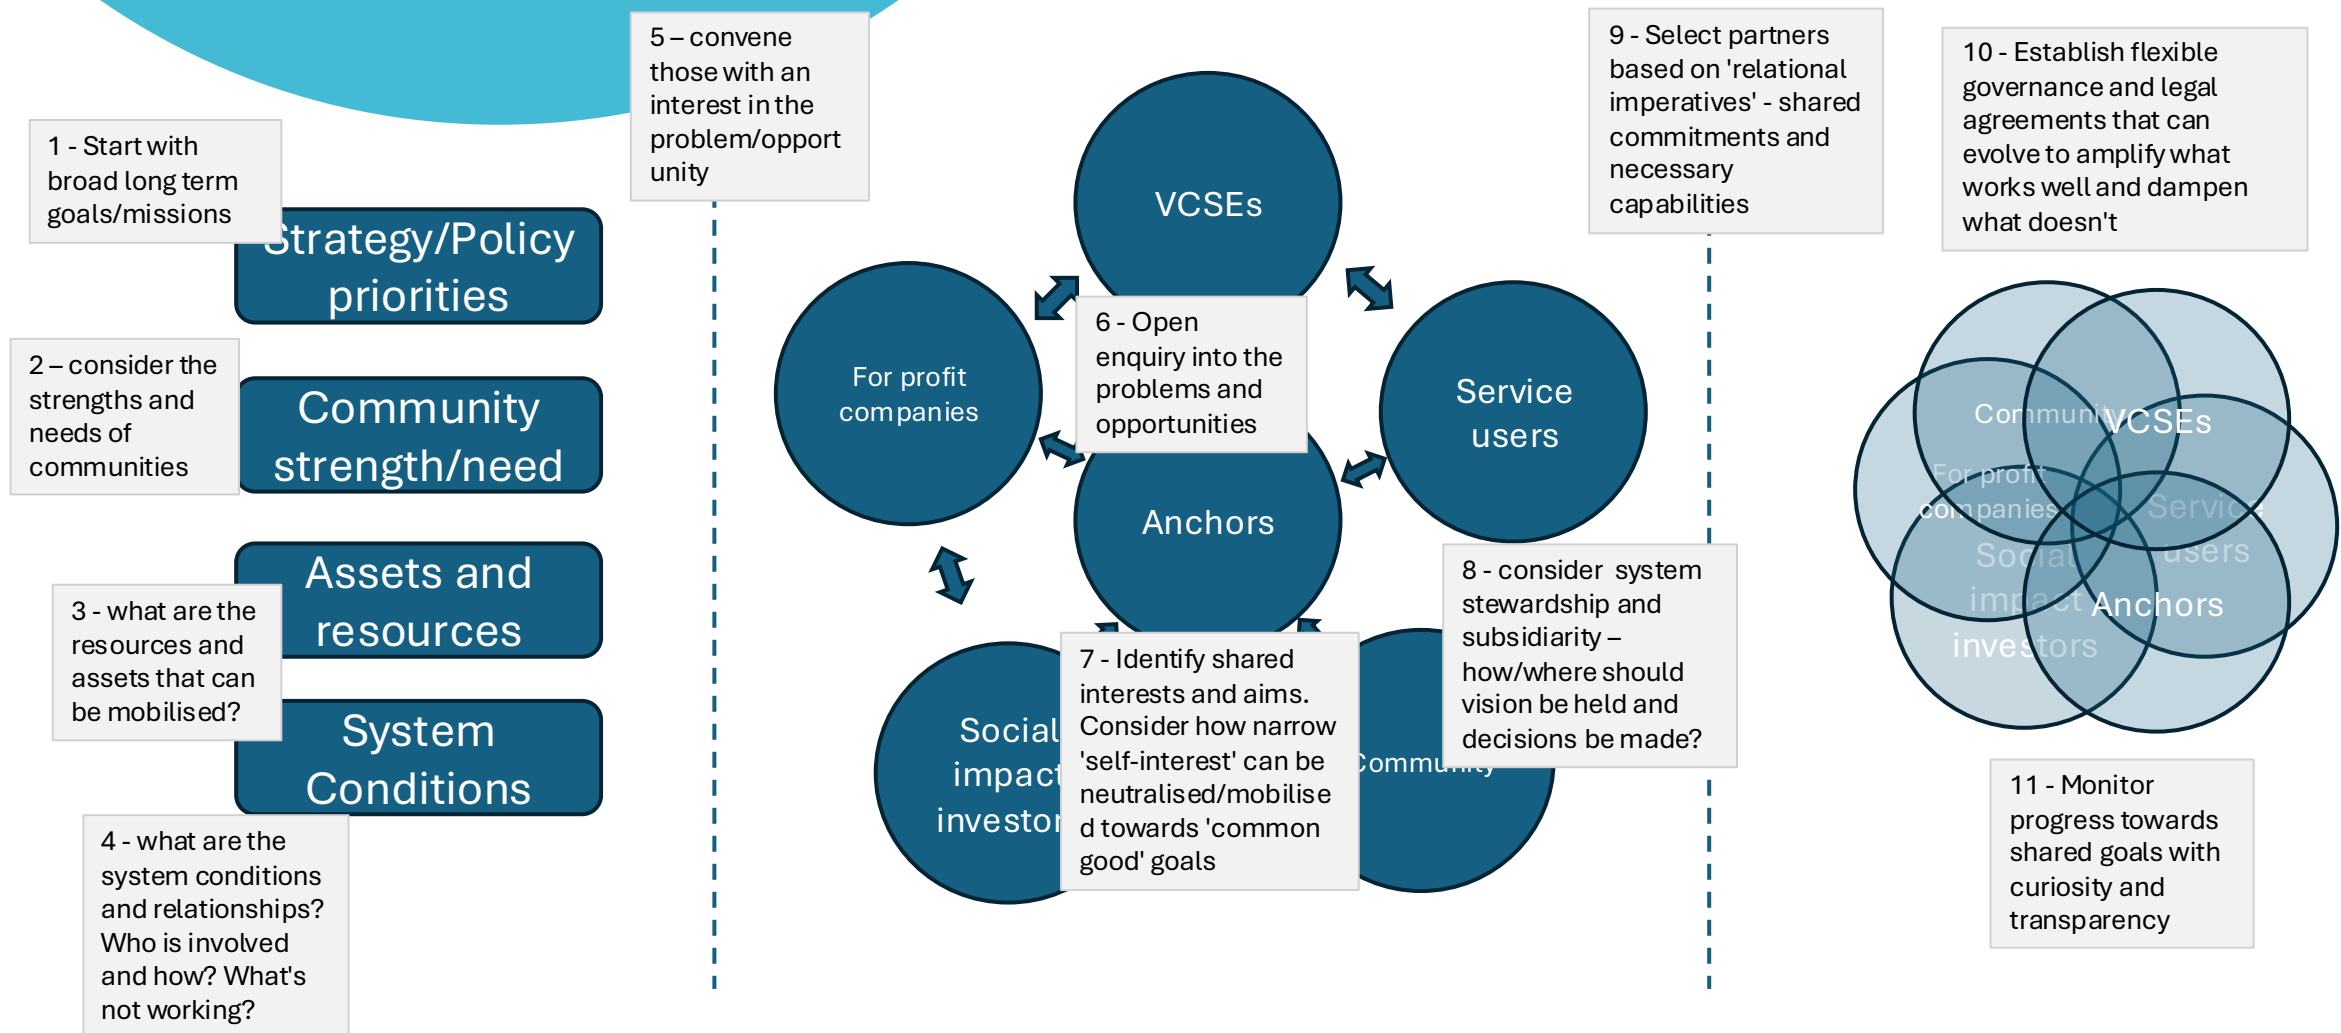 1 - Start with
broad long term
goals/missions
Strategy/Policy
priorities
2 – consider the
strengths and
needs of
communities
Community
strength/need
Assets and
resources
3 - what are the
resources and
assets that can
be mobilised?
System
Conditions
4 - what are the
system conditions
and relationships?
Who is involved
and how? What's
not working?
5 – convene
those with an
interest in the
problem/opport
unity
VCSEs
For profit
companies
6 - Open
enquiry into the
problems and
opportunities
Service
users
Anchors
Social
impact
investor
7 - Identify shared
interests and aims.
Consider how narrow
'self-interest' can be
neutralised/mobilise
d towards 'common
good' goals
Community
8 - consider system
stewardship and
subsidiarity –
how/where should
vision be held and
decisions be made?
9 - Select partners
based on 'relational
imperatives' - shared
commitments and
necessary
capabilities
10 - Establish flexible
governance and legal
agreements that can
evolve to amplify what
works well and dampen
what doesn't
Community
VCSEs
For profit
companies
Service
users
Social
impact
investors
Anchors
11 - Monitor
progress towards
shared goals with
curiosity and
transparency